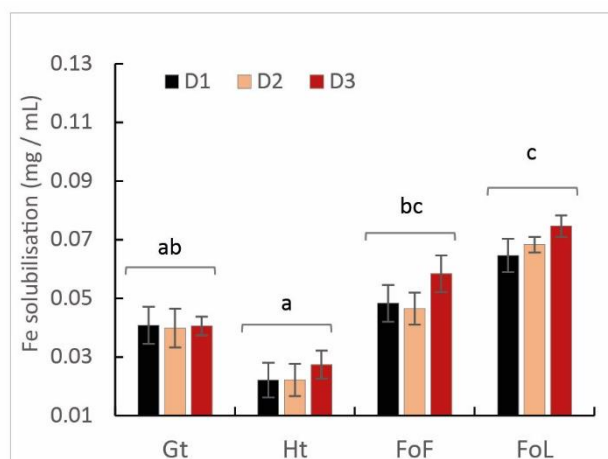 Fe solubilisation (mg / mL)
0.13
0.11
0.09
0.07
0.05
0.03
0.01
D1 D2 D3
ab
a
bc
c
Gt Ht FoF FoL